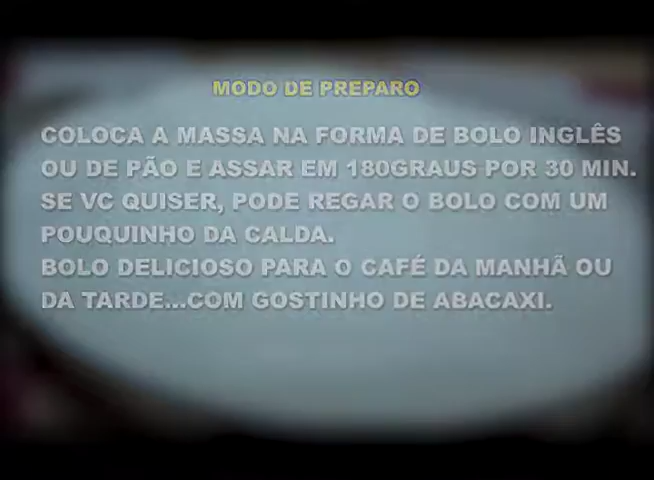 MODO DE PREPARO
COLOCA A MASSA NA FORMA DE BOLO INGLÊS
OU DE PÃO E ASSAR EM 180GRAUS POR 30 MIN.
SE VC QUISER, PODE REGAR O BOLO COM UM
POUQUINHO DA CALDA.
BOLO DELICIOSO PARA O CAFÉ DA MANHÃ OU
DA TARDE...COM GOSTINHO DE ABACAXI.